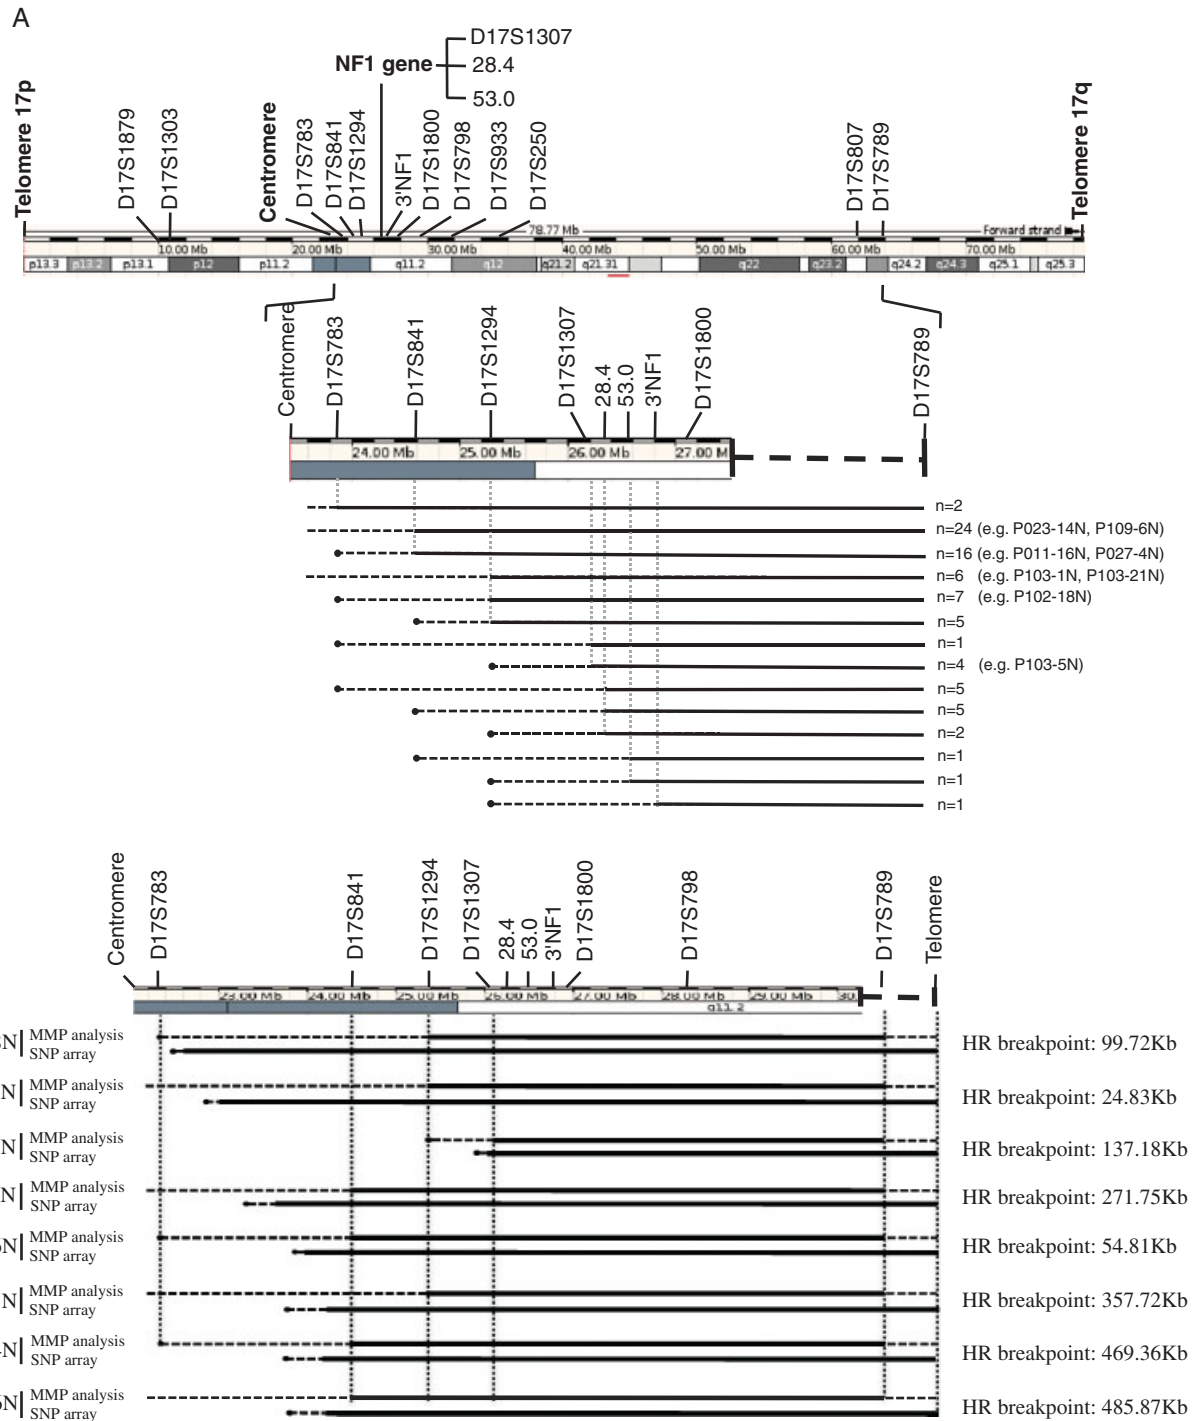 A
D17S1307
NF1 gene
28.4
53.0
Telomere 17p
D17S1879
D17S1303
Centromere
D17S783
D17S841
D17S1294
3'NF1
D17S1800
D17S798
D17S933
D17S250
D17S807
D17S789
Telomere 17q
78.77 Mb
Forward strand
10.00 Mb
20.00 Mb
30.00 Mb
40.00 Mb
50.00 Mb
60.00 Mb
70.00 Mb
p13.3
p13.2
p13.1
p12
p11.2
q11.2
q12
q21.2
q21.31
q22
q23.2
q24.2
q24.3
q25.1
q25.3
Centromere
D17S783
D17S841
D17S1294
D17S1307
28.4
53.0
3'NF1
D17S1800
D17S789
24.00 Mb
25.00 Mb
26.00 Mb
27.00 M
n=2
n=24 (e.g. P023-14N, P109-6N)
n=16 (e.g. P011-16N, P027-4N)
n=6 (e.g. P103-1N, P103-21N)
n=7 (e.g. P102-18N)
n=5
n=1
n=4 (e.g. P103-5N)
n=5
n=5
n=2
n=1
n=1
n=1
Centromere
D17S783
D17S841
D17S1294
D17S1307
28.4
53.0
3'NF1
D17S1800
D17S798
D17S789
Telomere
23.00 Mb
24.00 Mb
25.00 Mb
26.00 Mb
27.00 Mb
28.00 Mb
29.00 Mb
30.
q11.2
N MMP analysis
SNP array
HR breakpoint: 99.72Kb
N MMP analysis
SNP array
HR breakpoint: 24.83Kb
N MMP analysis
SNP array
HR breakpoint: 137.18Kb
N MMP analysis
SNP array
HR breakpoint: 271.75Kb
N MMP analysis
SNP array
HR breakpoint: 54.81Kb
N MMP analysis
SNP array
HR breakpoint: 357.72Kb
N MMP analysis
SNP array
HR breakpoint: 469.36Kb
N MMP analysis
SNP array
HR breakpoint: 485.87Kb